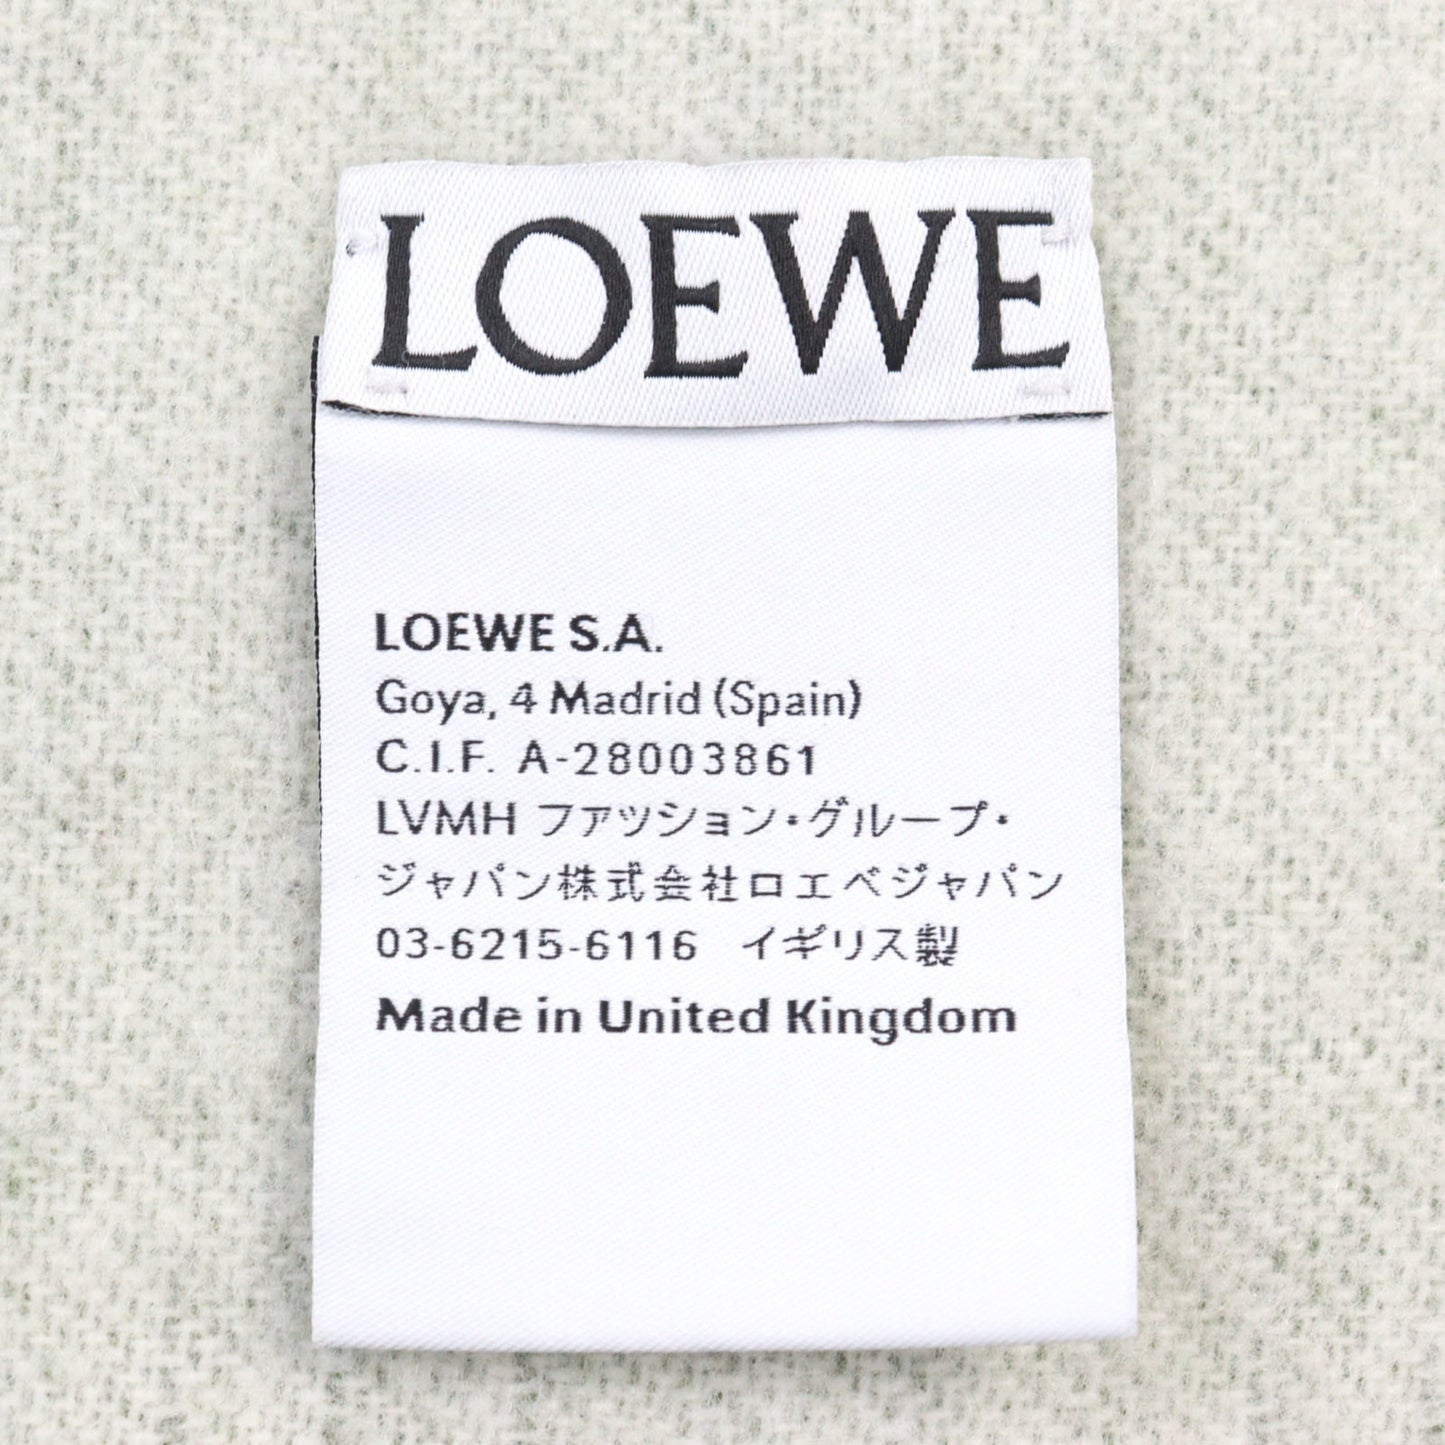 LOEWE
LOEWE S.A.
Goya, 4 Madrid (Spain)
C.I.F. A-28003861
LVMH ファッション・グループ・
ジャパン株式会社ロエベジャパン
03-6215-6116 イギリス製
Made in United Kingdom